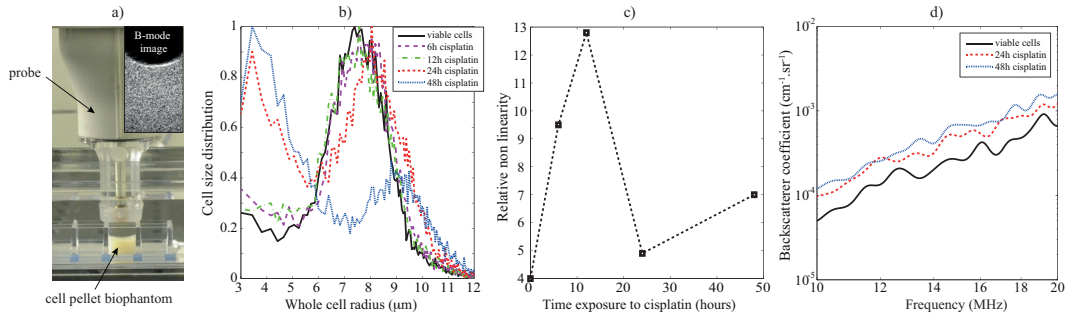 a)
B-mode
image
probe
cell pellet biophantom
b)
Cell size distribution
1
0.8
0.6
0.4
0.2
0
viable cells
6h cisplatin
12h cisplatin
24h cisplatin
48h cisplatin
3 4 5 6 7 8 9 10 11 12
Whole cell radius (μm)
c)
Relative non linearity
13
12
11
10
9
8
7
6
5
4
0 10 20 30 40 50 60
Time exposure to cisplatin (hours)
d)
Backscatterer coefficient (cm⁻¹.sr⁻¹)
10⁻²
10⁻³
10⁻⁴
10⁻⁵
viable cells
24h cisplatin
48h cisplatin
10 12 14 16 18 20
Frequency (MHz)